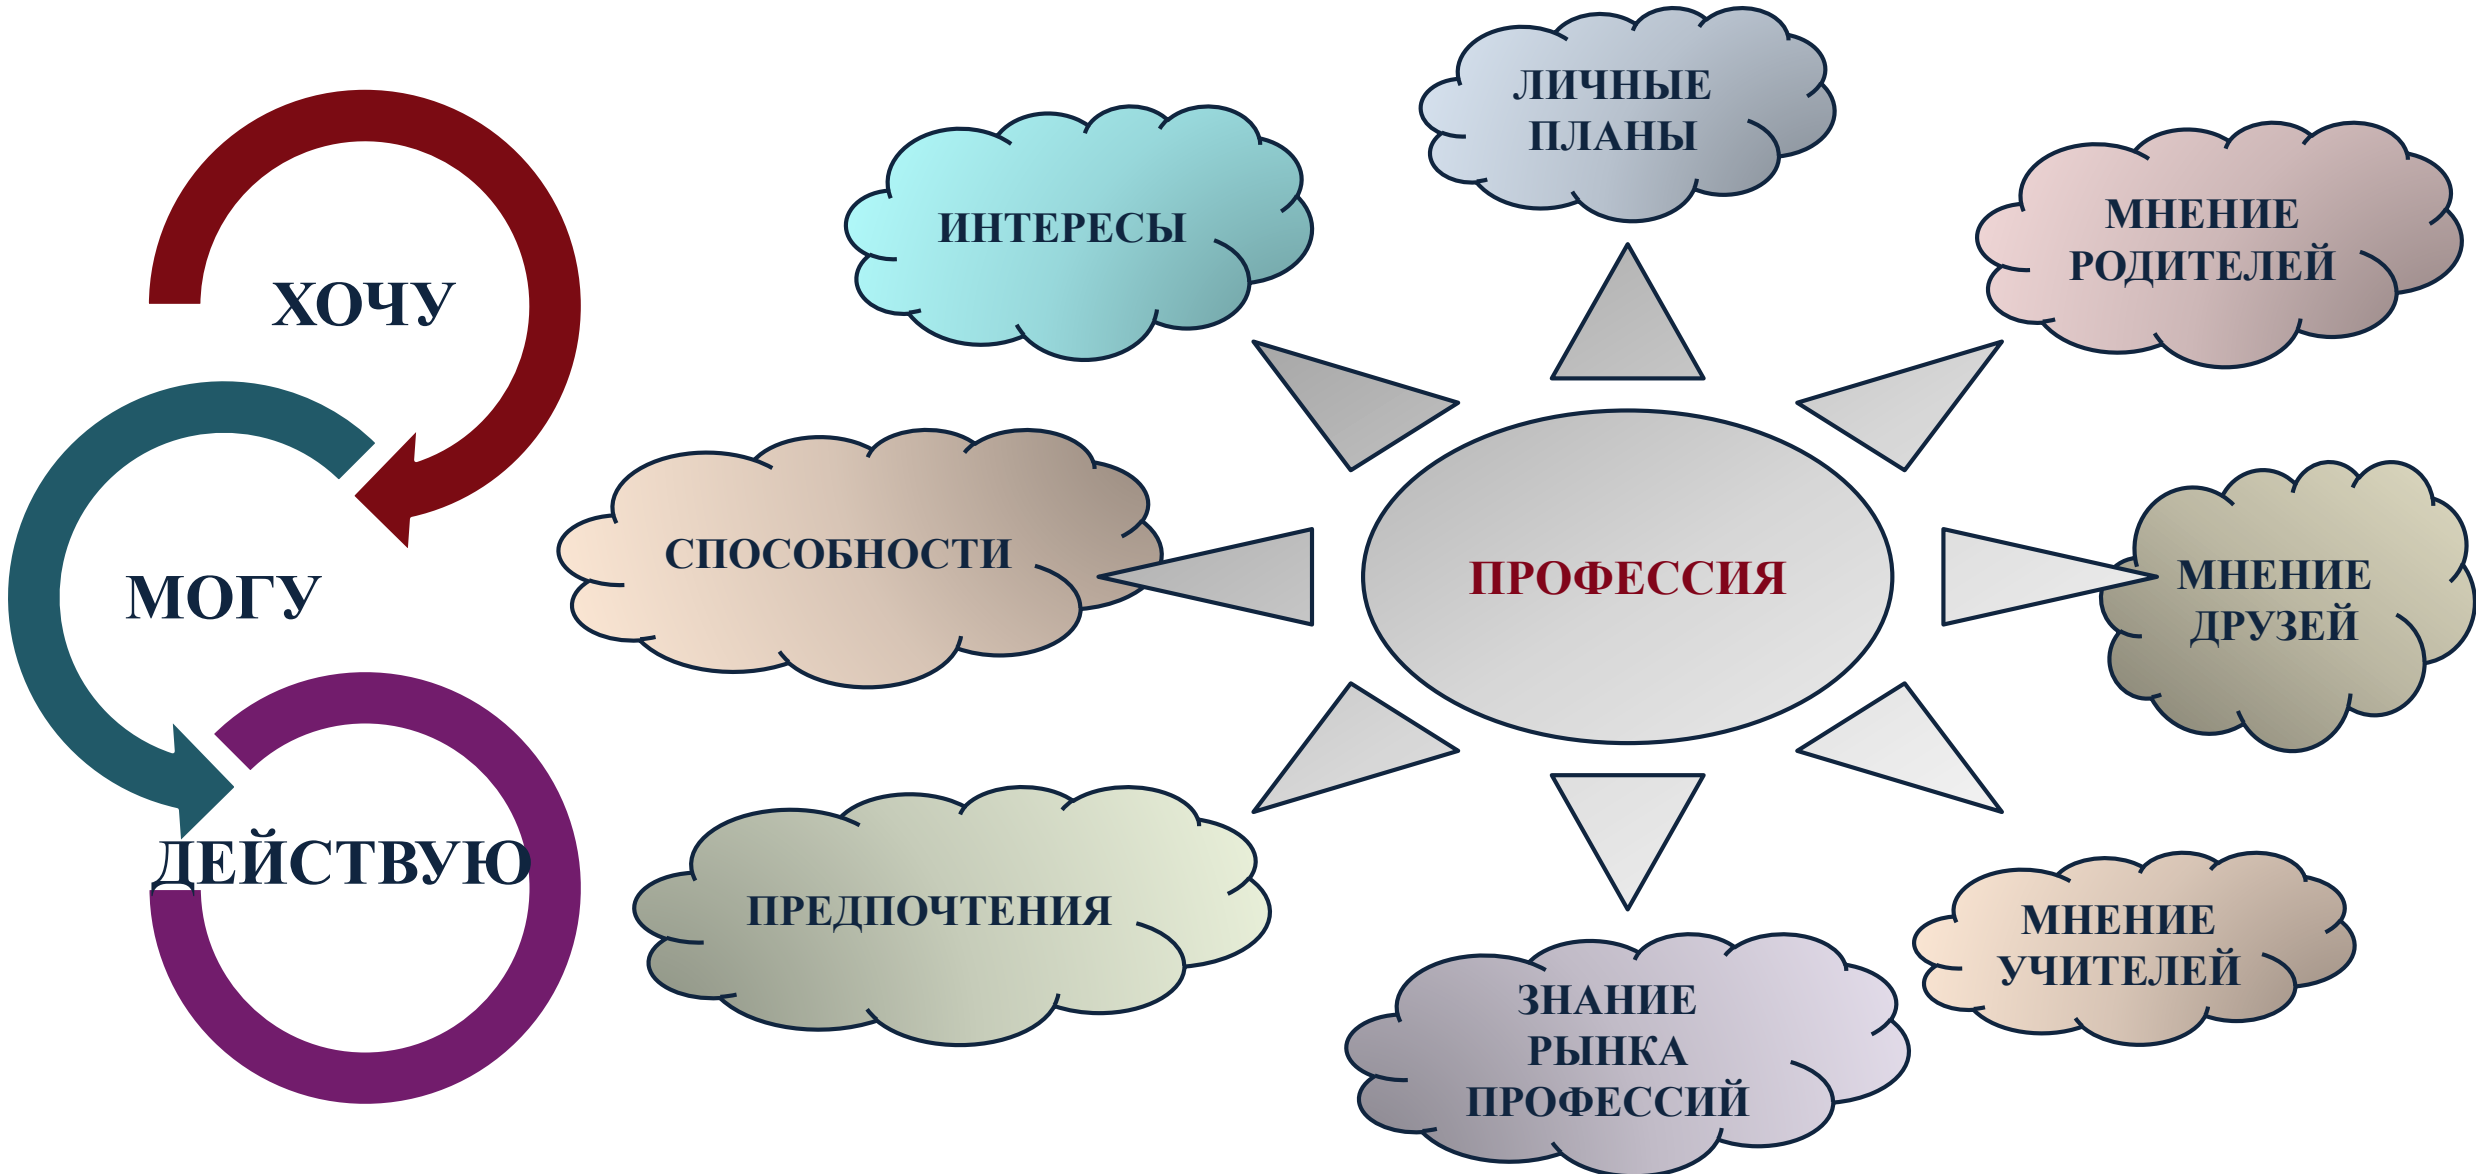 ХОЧУ
МОГУ
ДЕЙСТВУЮ
ЛИЧНЫЕ
ПЛАНЫ
ИНТЕРЕСЫ
МНЕНИЕ
РОДИТЕЛЕЙ
СПОСОБНОСТИ
ПРОФЕССИЯ
МНЕНИЕ
ДРУЗЕЙ
ПРЕДПОЧТЕНИЯ
МНЕНИЕ
УЧИТЕЛЕЙ
ЗНАНИЕ
РЫНКА
ПРОФЕССИЙ